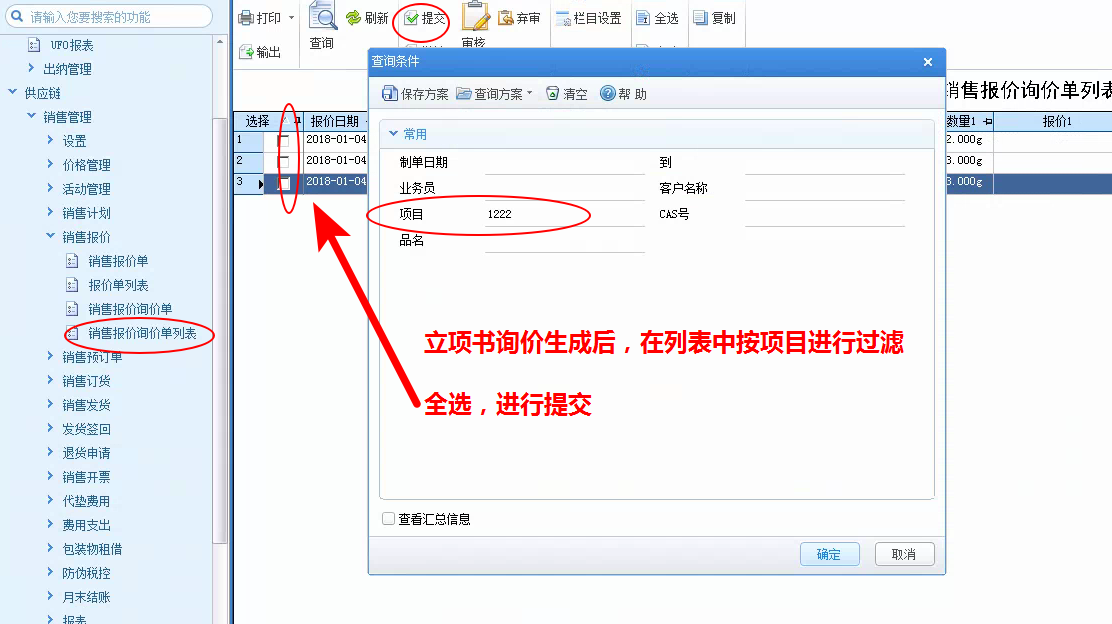 请输入您要搜索的功能
UFO报表
出纳管理
供应链
销售管理
设置
价格管理
活动管理
销售计划
销售报价
销售报价单
报价单列表
销售报价询价单
销售报价询价单列表
销售预订单
销售订货
销售发货
发货签回
退货申请
销售开票
代垫费用
费用支出
包装物租借
防伪税控
月末结账
报表
打印 查询 刷新 提交 审核 弃审 栏目设置 全选 复制
输出
销售报价询价单列表
选择 报价日期 数量1 报价1
1 2018-01-04 2.000g
2 2018-01-04 3.000g
3 2018-01-04 3.000g
查询条件
保存方案 查询方案 清空 帮 助
常用
制单日期 到
业务员 客户名称
项目 1222 CAS号
品名
立项书询价生成后，在列表中按项目进行过滤
全选，进行提交
查看汇总信息
确定 取消